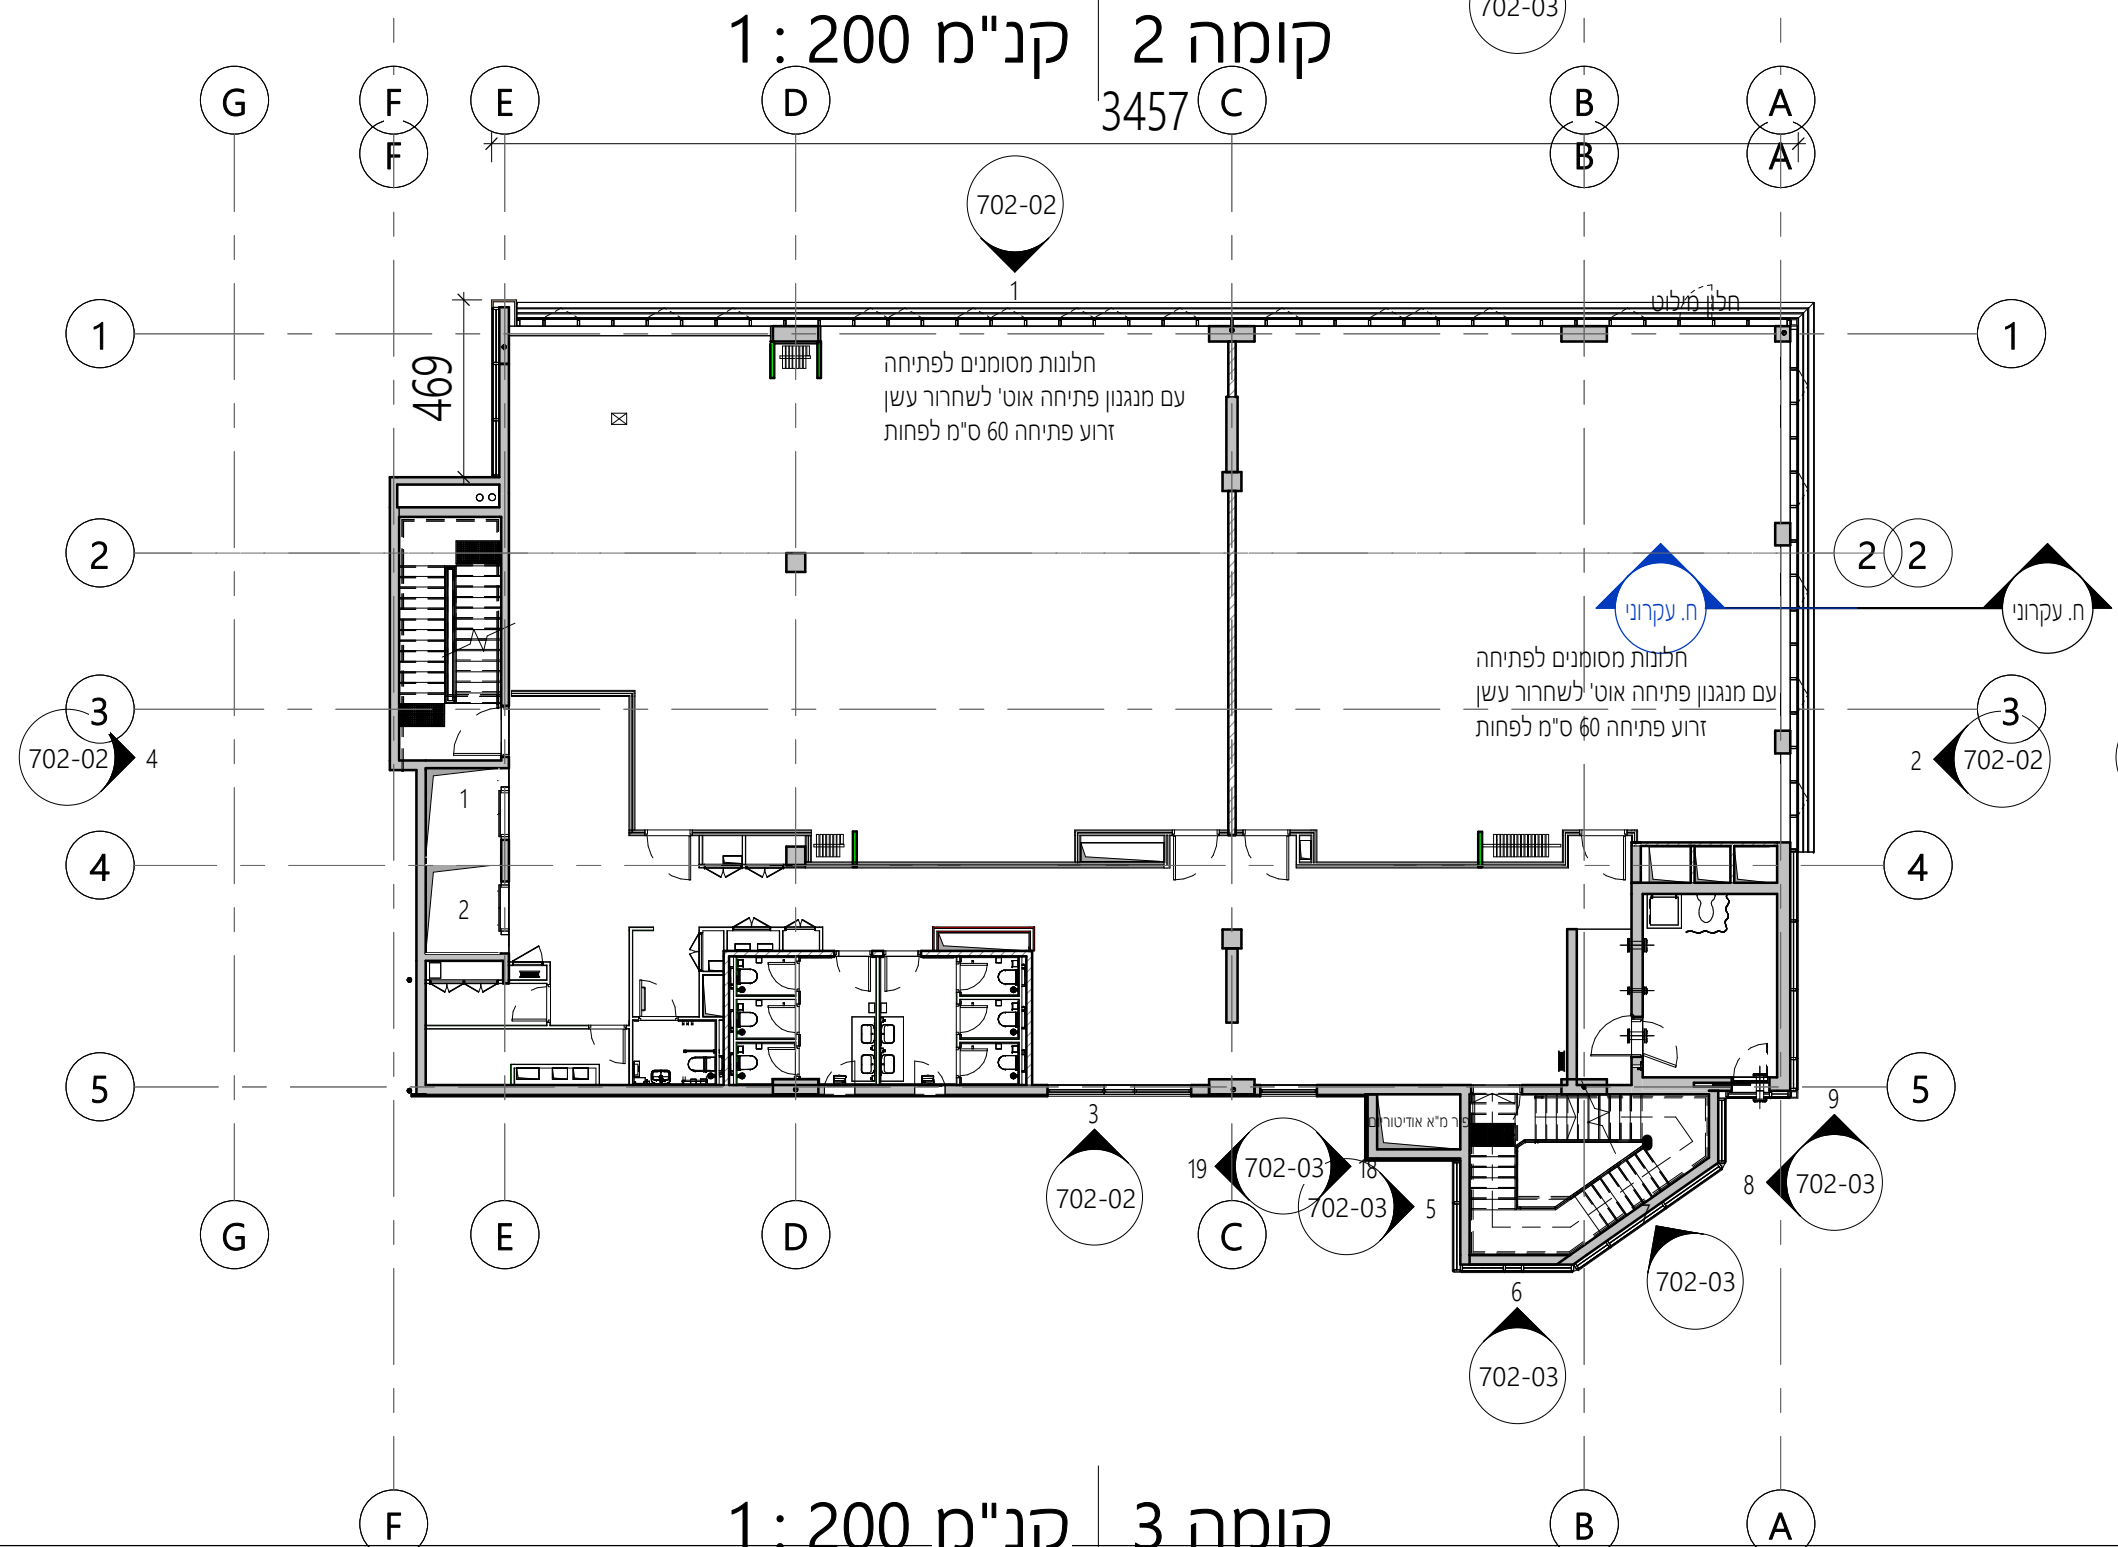 קומה 2 קנ"מ 200 : 1
702-03
G F E D C B A
F B A
3457
702-02
1
חלון מילוט
1 1
469
חלונות מסומנים לפתיחה
עם מנגנון פתיחה אוט' לשחרור עשן
זרוע פתיחה 60 ס"מ לפחות
2 2 2
ח. עקרוני ח. עקרוני
חלונות מסומנים לפתיחה
עם מנגנון פתיחה אוט' לשחרור עשן
זרוע פתיחה 60 ס"מ לפחות
3 3
702-02 4 2 702-02
1
4 4
2
5 5
3
702-02
פיר מ"א אודיטוריום
19 702-03 18
702-03 5
9
8 702-03
702-03
6
702-03
G E D C
F B A
קומה 3 קנ"מ 200 : 1